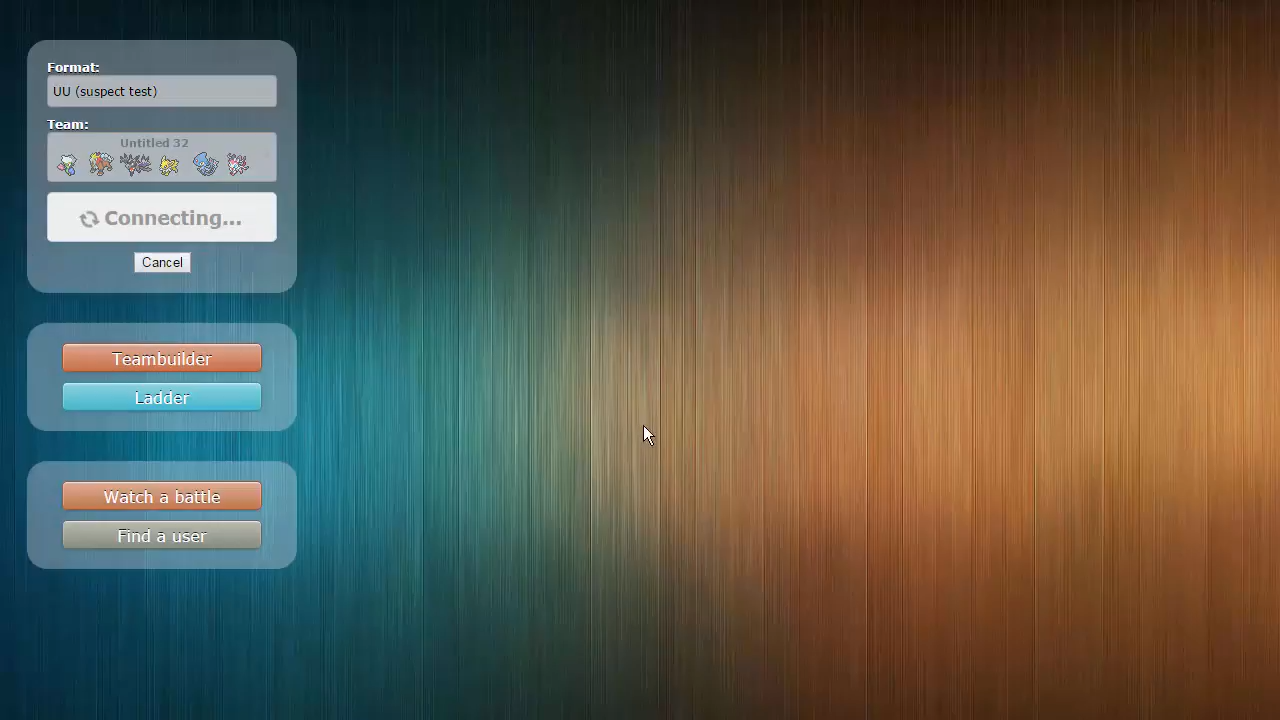 Format:
UU (suspect test)
Team:
Untitled 32
Connecting...
Cancel
Teambuilder
Ladder
Watch a battle
Find a user